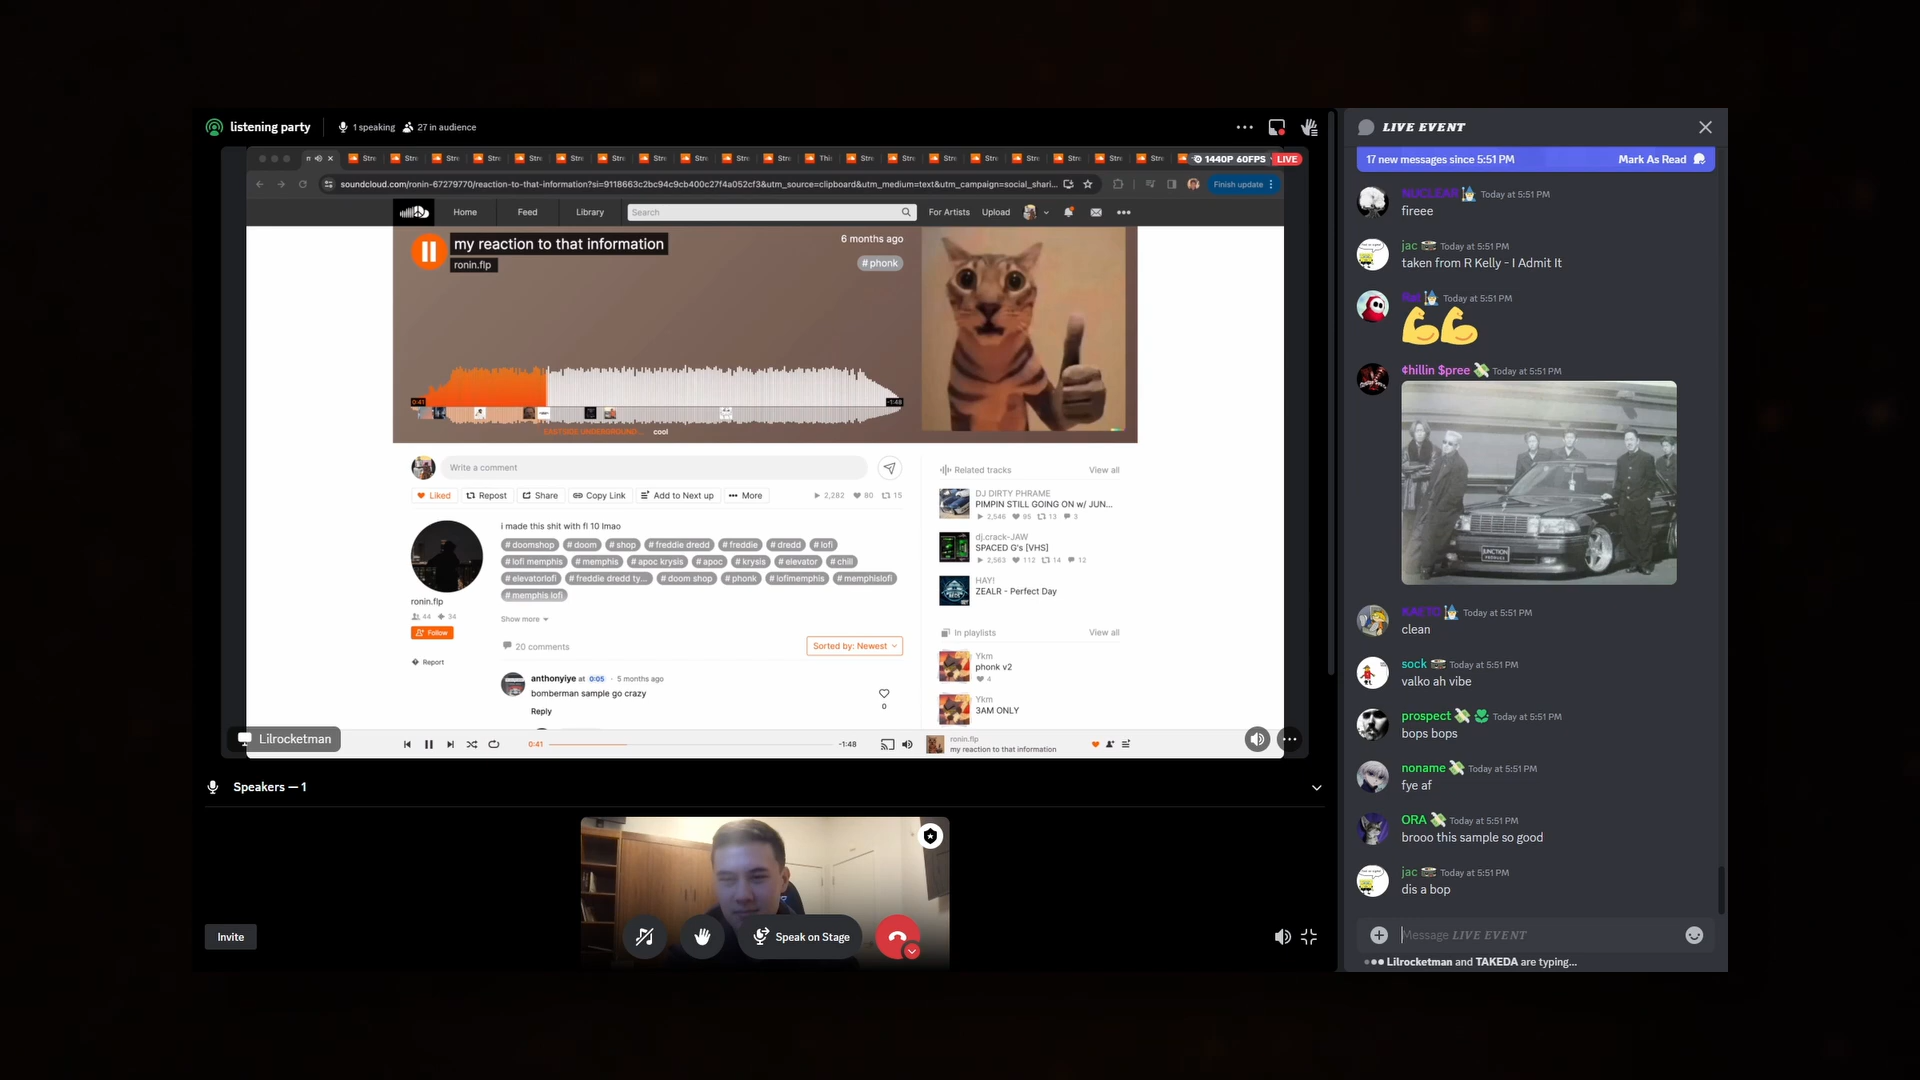 listening party
1 speaking
27 in audience
1440P 60FPS
LIVE
soundcloud.com/ronin-67279770/reaction-to-that-information?si=9118663c2bc94c9cb400c27f4a052cf3&utm_source=clipboard&utm_medium=text&utm_campaign=social_shari...
Finish update
Home
Feed
Library
Search
For Artists
Upload
my reaction to that information
ronin.flp
6 months ago
# phonk
0:41
-1:48
cool
Write a comment
Liked
Repost
Share
Copy Link
Add to Next up
More
2,282
80
15
i made this shit with fl 10 lmao
# doomshop # doom # shop # freddie dredd # freddie # dredd # lofi
# lofi memphis # memphis # apoc krysis # apoc # krysis # elevator # chill
# elevatorlofi # freddie dredd ty... # doom shop # phonk # lofimemphis # memphislofi
# memphis lofi
ronin.flp
44 34
Follow
Report
Show more
20 comments
Sorted by: Newest
anthonyiye at 0:05 · 5 months ago
bomberman sample go crazy
Reply
0
Related tracks
View all
DJ DIRTY PHRAME
PIMPIN STILL GOING ON w/ JUN...
2,546 95 13 3
dj.crack-JAW
SPACED G's [VHS]
2,563 112 14 12
HAY!
ZEALR - Perfect Day
In playlists
View all
Ykm
phonk v2
4
Ykm
3AM ONLY
Lilrocketman
0:41
-1:48
ronin.flp
my reaction to that information
Speakers — 1
Invite
Speak on Stage
LIVE EVENT
17 new messages since 5:51 PM
Mark As Read
NUCLEAR Today at 5:51 PM
fireee
jac Today at 5:51 PM
taken from R Kelly - I Admit It
Today at 5:51 PM
¢hillin $pree Today at 5:51 PM
JUNCTION
PRODUCE
Today at 5:51 PM
clean
sock Today at 5:51 PM
valko ah vibe
prospect Today at 5:51 PM
bops bops
noname Today at 5:51 PM
fye af
ORA Today at 5:51 PM
brooo this sample so good
jac Today at 5:51 PM
dis a bop
Message LIVE EVENT
Lilrocketman and TAKEDA are typing...